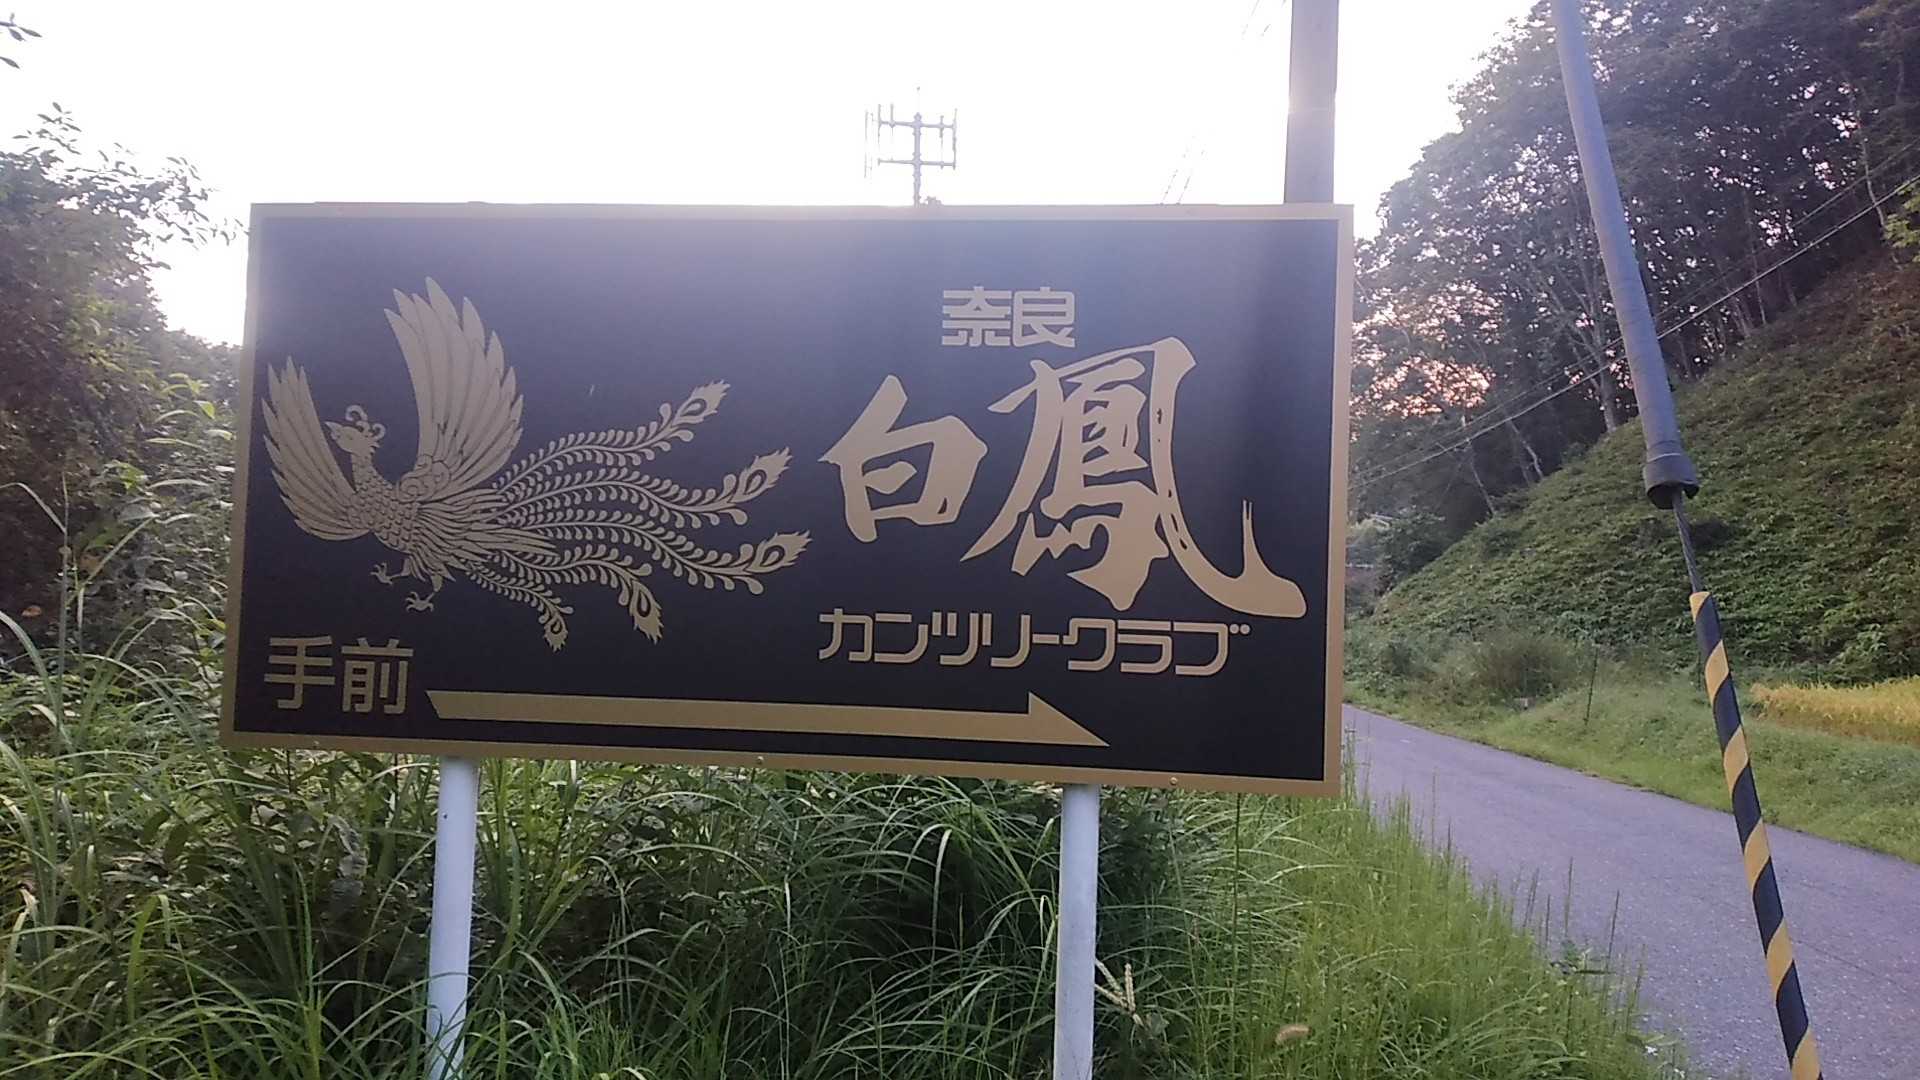 奈良
白鳳
カンツリークラブ
手前